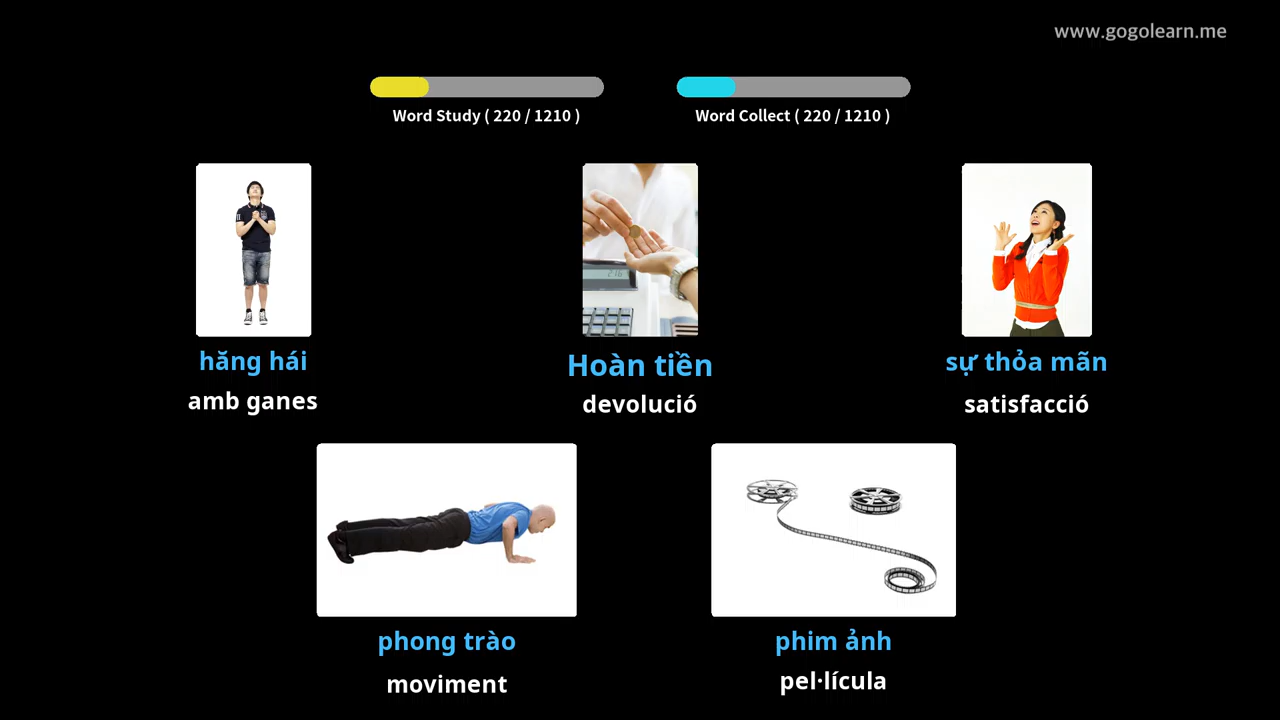 www.gogolearn.me
Word Study ( 220 / 1210 )
Word Collect ( 220 / 1210 )
hăng hái
amb ganes
Hoàn tiền
devolució
sự thỏa mãn
satisfacció
phong trào
moviment
phim ảnh
pel·lícula